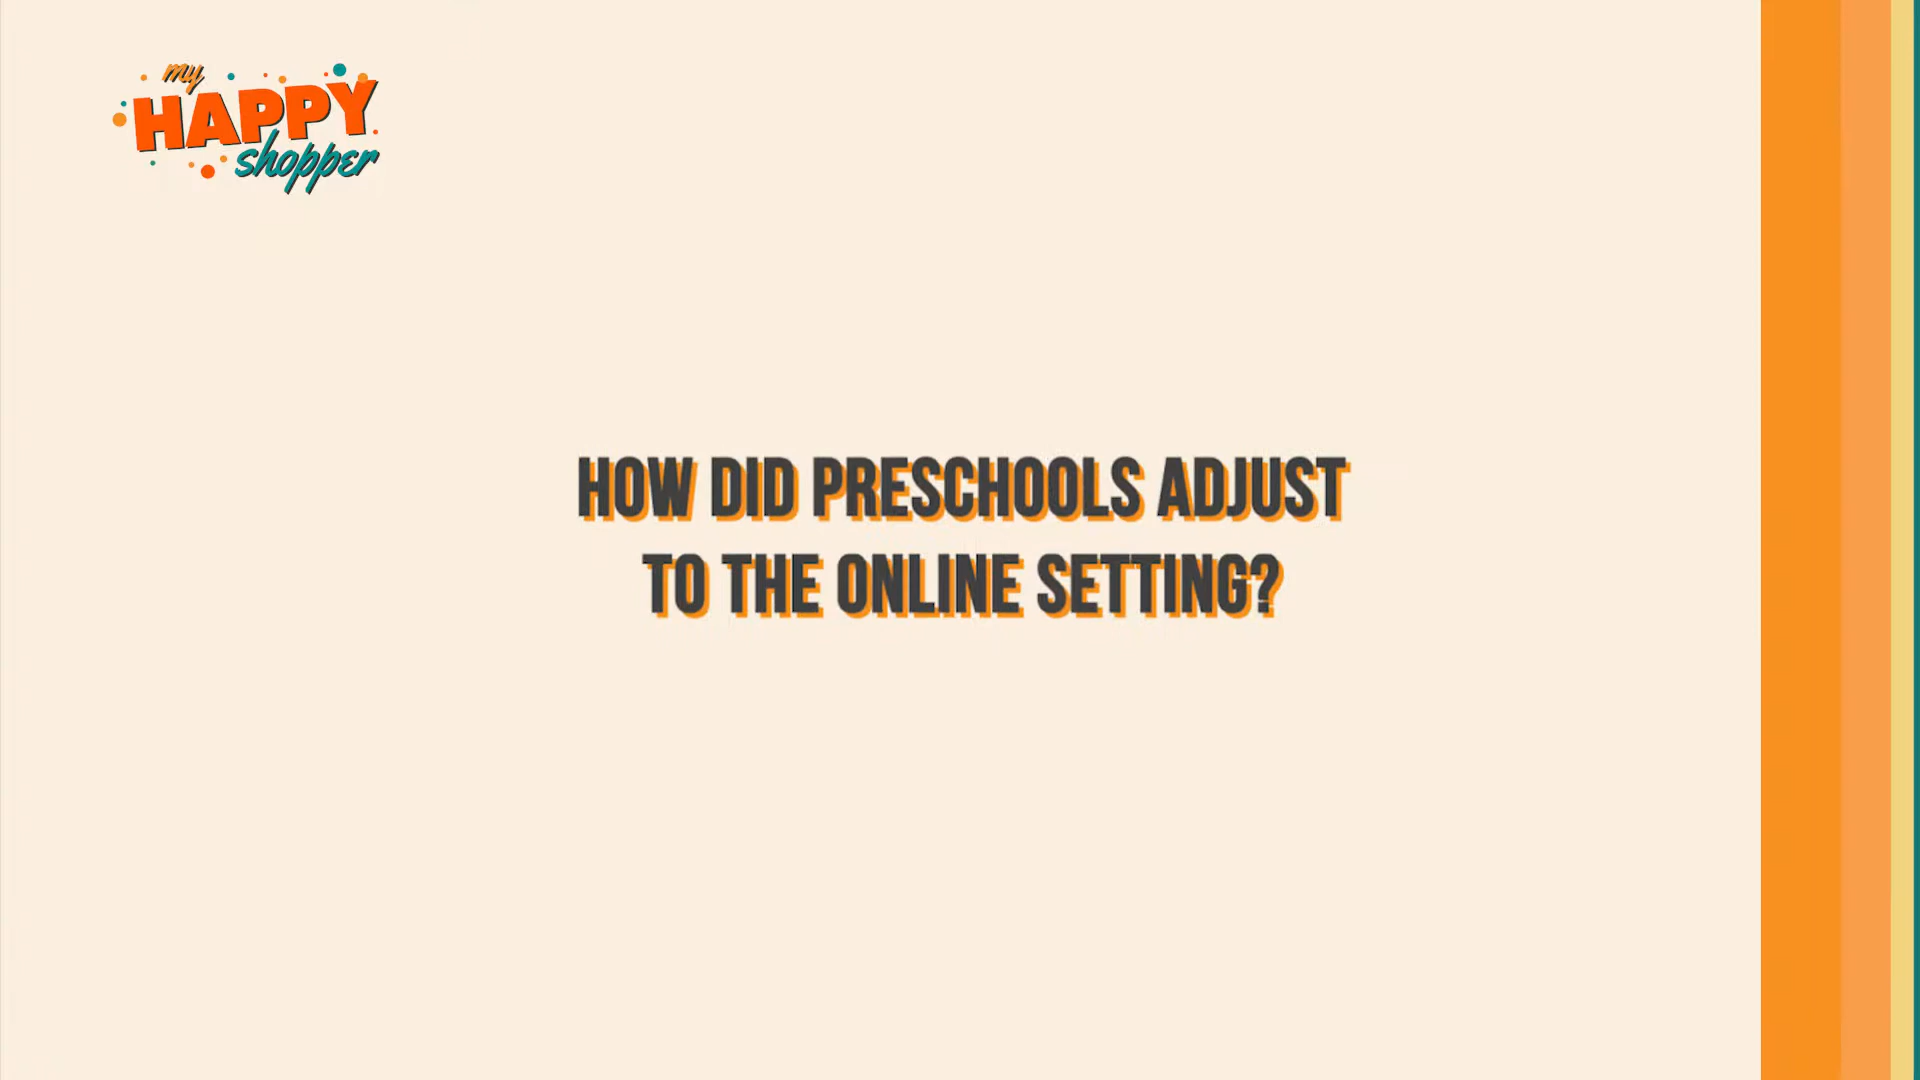 my
HAPPY
shopper
HOW DID PRESCHOOLS ADJUST
TO THE ONLINE SETTING?